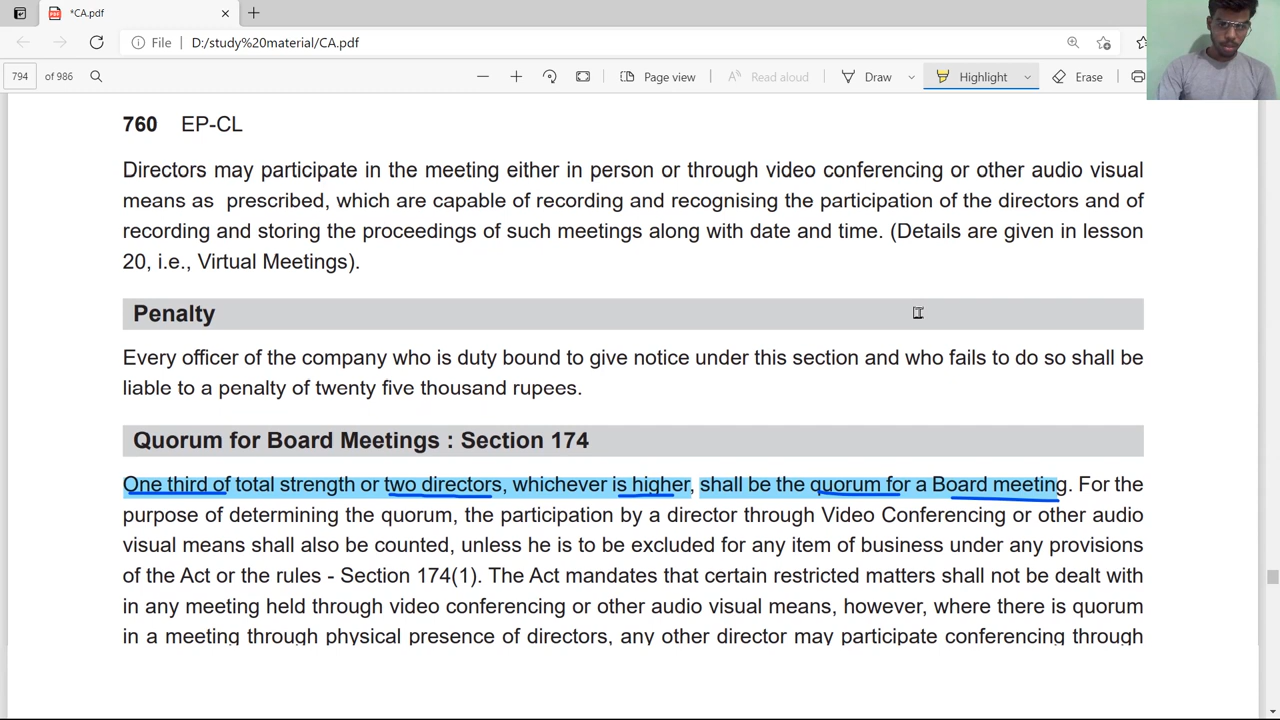 *CA.pdf
File D:/study%20material/CA.pdf
794 of 986 Page view Read aloud Draw Highlight Erase
760 EP-CL
Directors may participate in the meeting either in person or through video conferencing or other audio visual
means as prescribed, which are capable of recording and recognising the participation of the directors and of
recording and storing the proceedings of such meetings along with date and time. (Details are given in lesson
20, i.e., Virtual Meetings).
Penalty
Every officer of the company who is duty bound to give notice under this section and who fails to do so shall be
liable to a penalty of twenty five thousand rupees.
Quorum for Board Meetings : Section 174
One third of total strength or two directors, whichever is higher, shall be the quorum for a Board meeting. For the
purpose of determining the quorum, the participation by a director through Video Conferencing or other audio
visual means shall also be counted, unless he is to be excluded for any item of business under any provisions
of the Act or the rules - Section 174(1). The Act mandates that certain restricted matters shall not be dealt with
in any meeting held through video conferencing or other audio visual means, however, where there is quorum
in a meeting through physical presence of directors, any other director may participate conferencing through